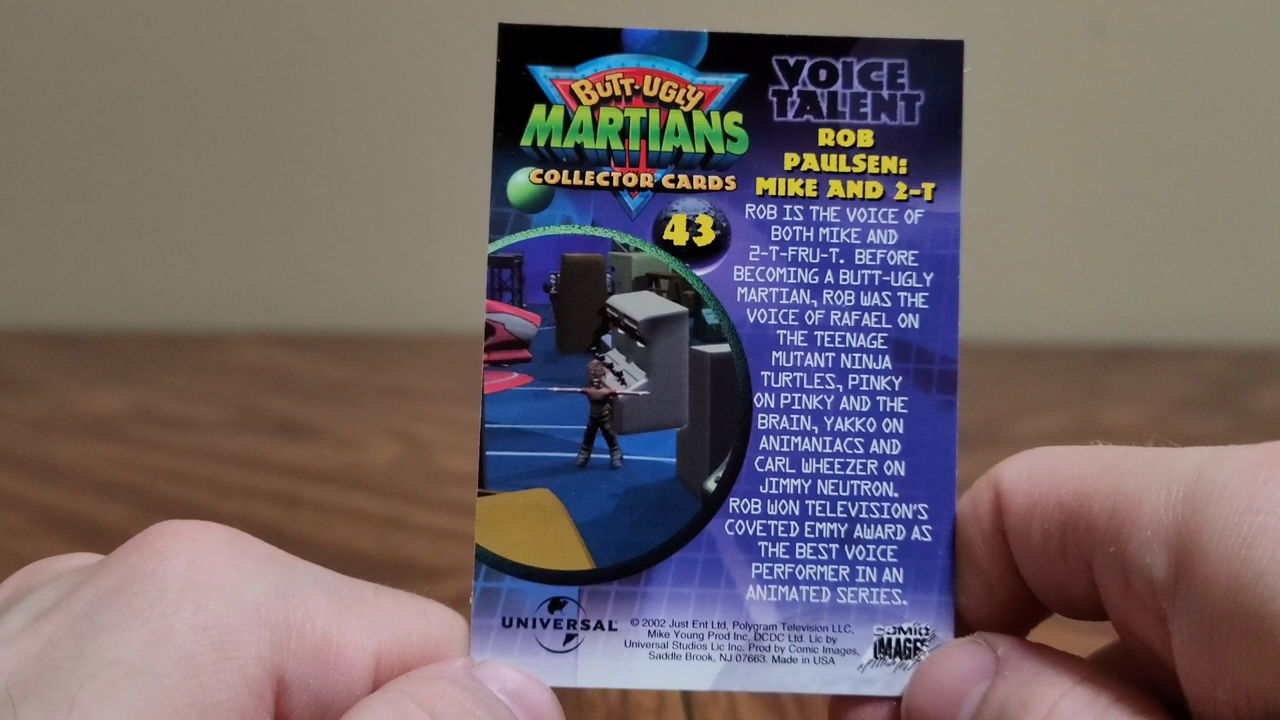 BUTT-UGLY
MARTIANS
COLLECTOR CARDS
43
VOICE
TALENT
ROB
PAULSEN:
MIKE AND 2-T
ROB IS THE VOICE OF
BOTH MIKE AND
2-T-FRU-T. BEFORE
BECOMING A BUTT-UGLY
MARTIAN, ROB WAS THE
VOICE OF RAFAEL ON
THE TEENAGE
MUTANT NINJA
TURTLES, PINKY
ON PINKY AND THE
BRAIN, YAKKO ON
ANIMANIACS AND
CARL WHEEZER ON
JIMMY NEUTRON.
ROB WON TELEVISION'S
COVETED EMMY AWARD AS
THE BEST VOICE
PERFORMER IN AN
ANIMATED SERIES.
UNIVERSAL
© 2002 Just Ent Ltd, Polygram Television LLC,
Mike Young Prod Inc, DCDC Ltd. Lic by
Universal Studios Lic Inc. Prod by Comic Images,
Saddle Brook, NJ 07663. Made in USA
COMIC
IMAGES